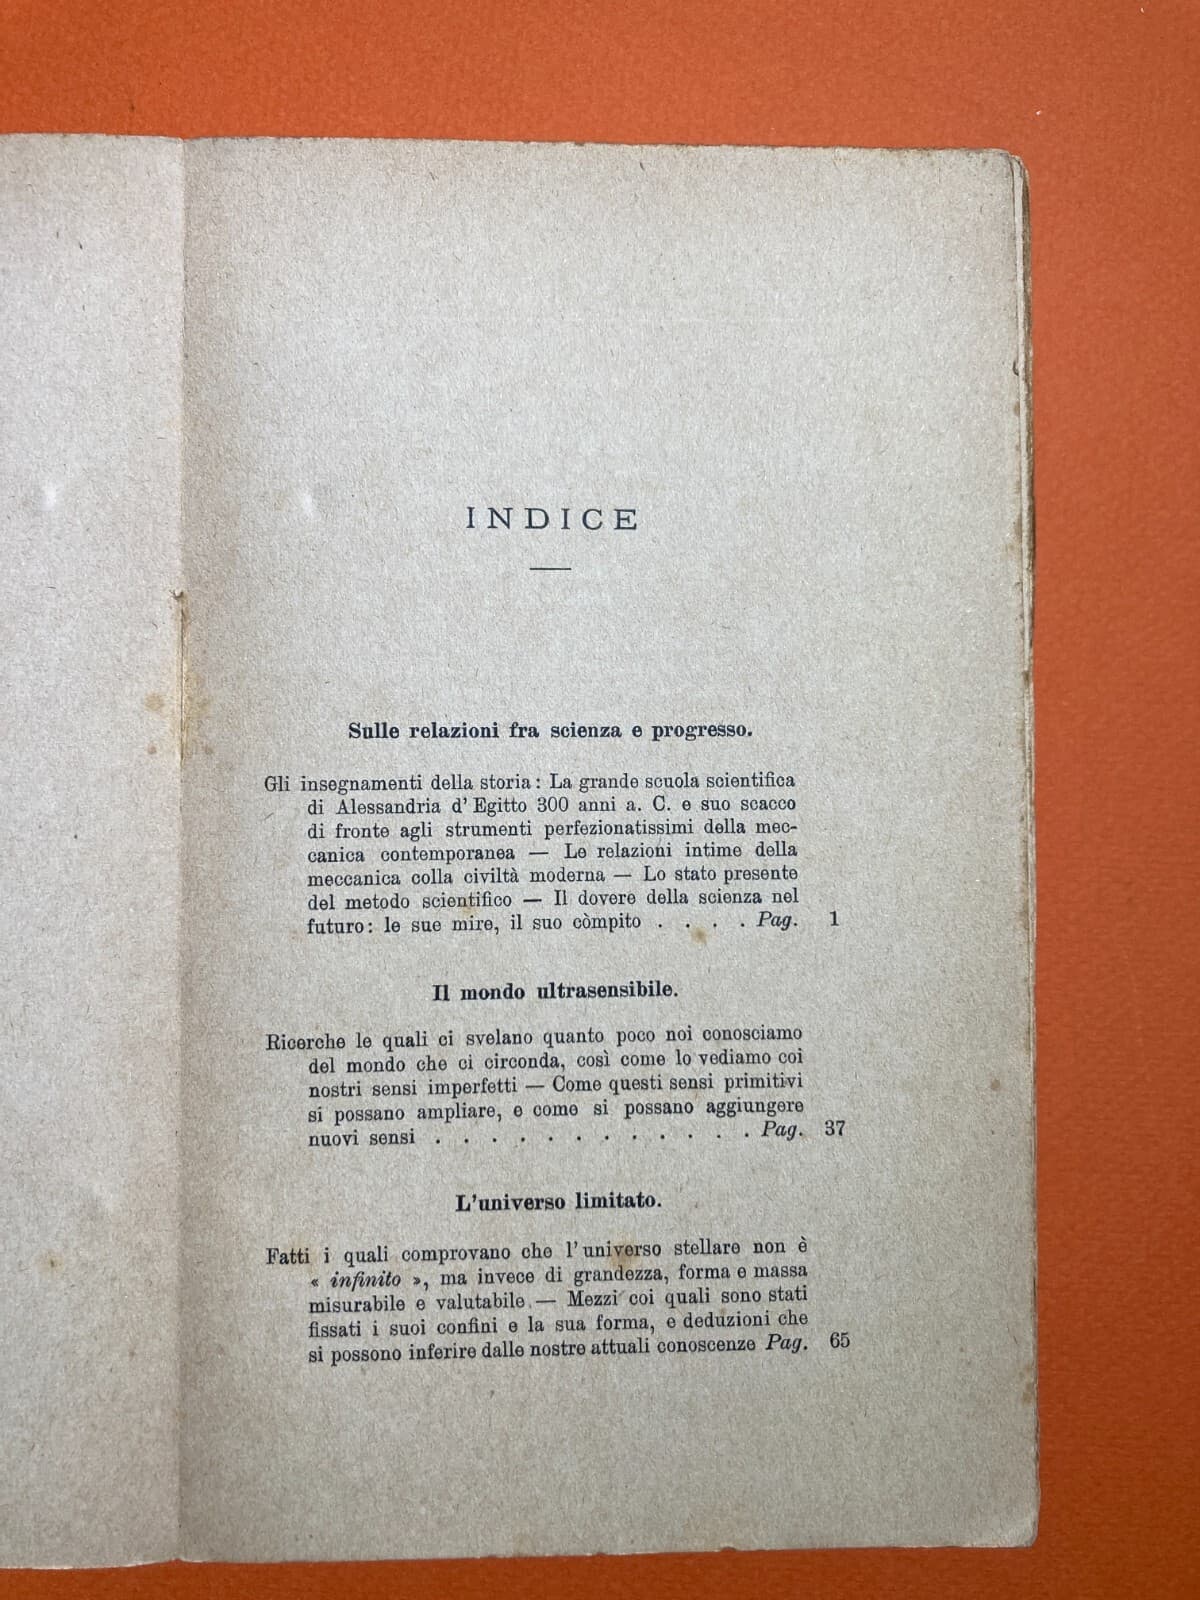 INDICE
Sulle relazioni fra scienza e progresso.
Gli insegnamenti della storia: La grande scuola scientifica
di Alessandria d'Egitto 300 anni a. C. e suo scacco
di fronte agli strumenti perfezionatissimi della mec-
canica contemporanea — Le relazioni intime della
meccanica colla civiltà moderna — Lo stato presente
del metodo scientifico — Il dovere della scienza nel
futuro: le sue mire, il suo còmpito . . . . Pag. 1
Il mondo ultrasensibile.
Ricerche le quali ci svelano quanto poco noi conosciamo
del mondo che ci circonda, così come lo vediamo coi
nostri sensi imperfetti — Come questi sensi primitivi
si possano ampliare, e come si possano aggiungere
nuovi sensi . . . . . . . . . . . . Pag. 37
L'universo limitato.
Fatti i quali comprovano che l'universo stellare non è
« infinito », ma invece di grandezza, forma e massa
misurabile e valutabile — Mezzi coi quali sono stati
fissati i suoi confini e la sua forma, e deduzioni che
si possono inferire dalle nostre attuali conoscenze Pag. 65